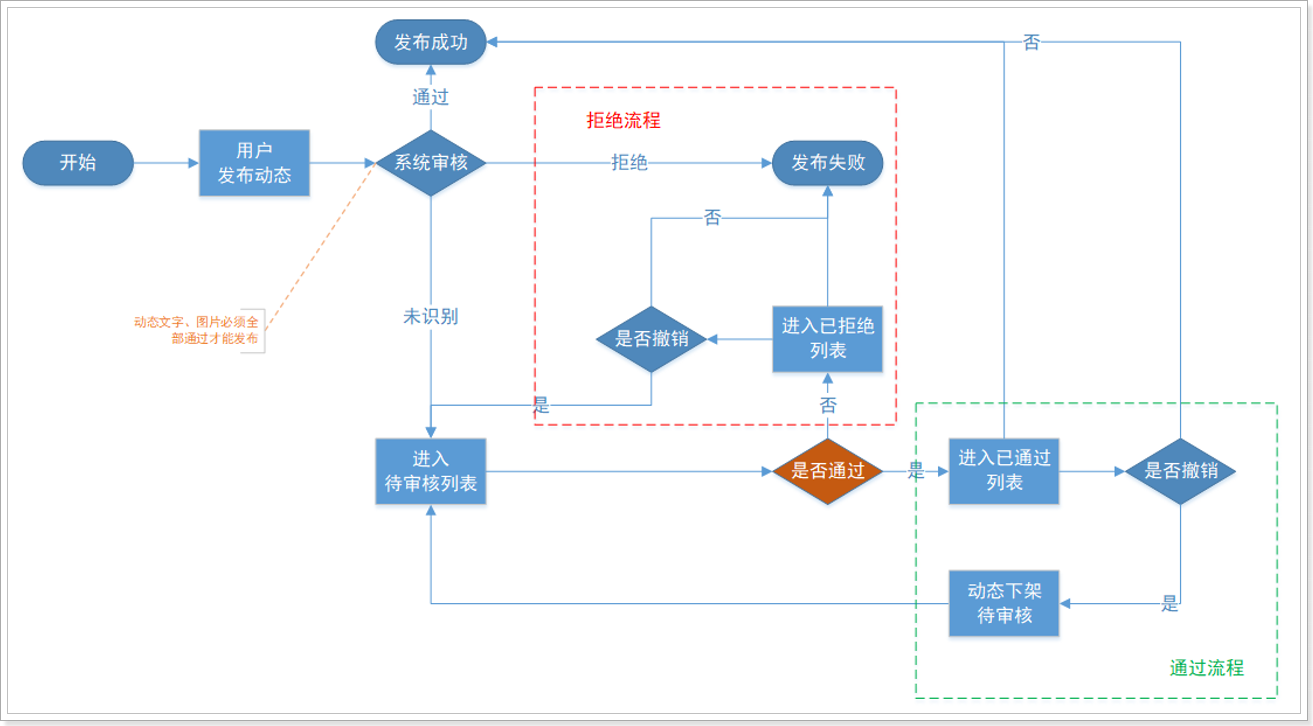 发布成功
否
通过
拒绝流程
开始
用户
发布动态
系统审核
拒绝
发布失败
否
动态文字、图片必须全
部通过才能发布
未识别
是否撤销
进入已拒绝
列表
是
否
进入
待审核列表
是否通过
是
进入已通过
列表
是否撤销
动态下架
待审核
是
通过流程